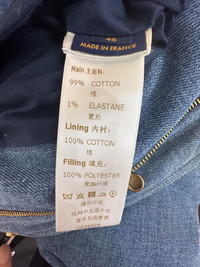 46
MADE IN FRANCE
Main 主面料:
99% COTTON
棉
1% ELASTANE
氨纶
Lining 内衬:
100% COTTON
棉
Filling 填充:
100% POLYESTER
聚酯纤维